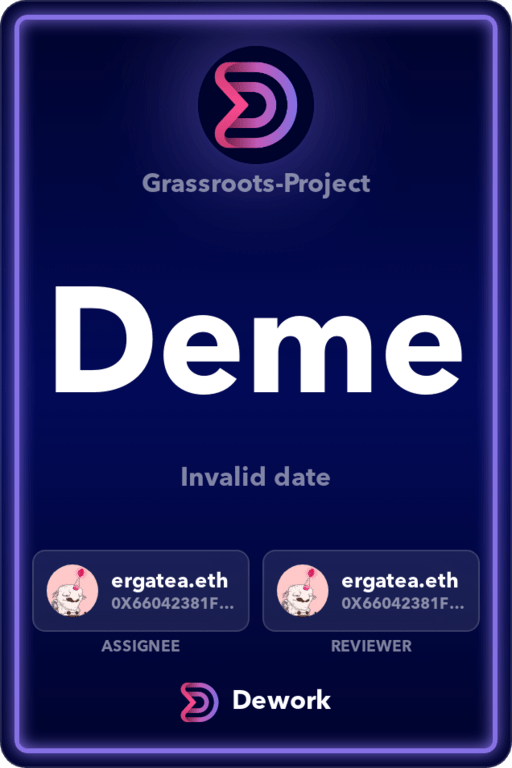 Grassroots-Project
Deme
Invalid date
ergatea.eth
0X66042381F...
ASSIGNEE
ergatea.eth
0X66042381F...
REVIEWER
Dework